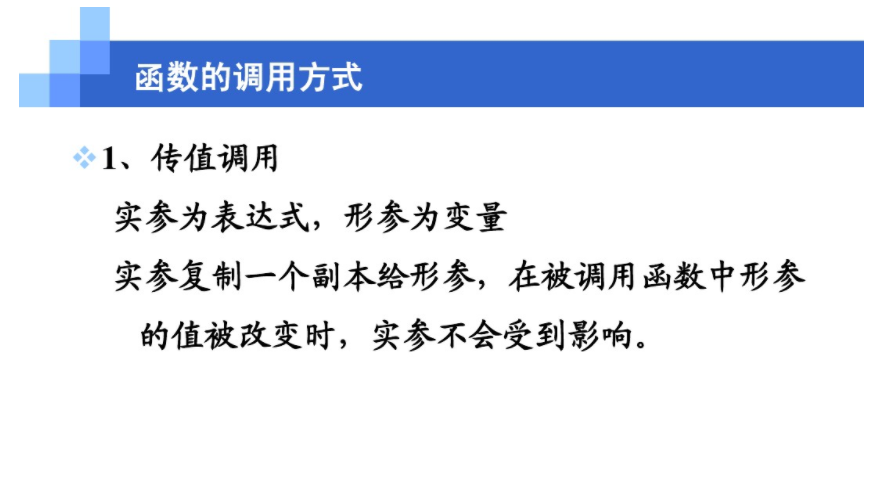 函数的调用方式
1、传值调用
实参为表达式，形参为变量
实参复制一个副本给形参，在被调用函数中形参
的值被改变时，实参不会受到影响。